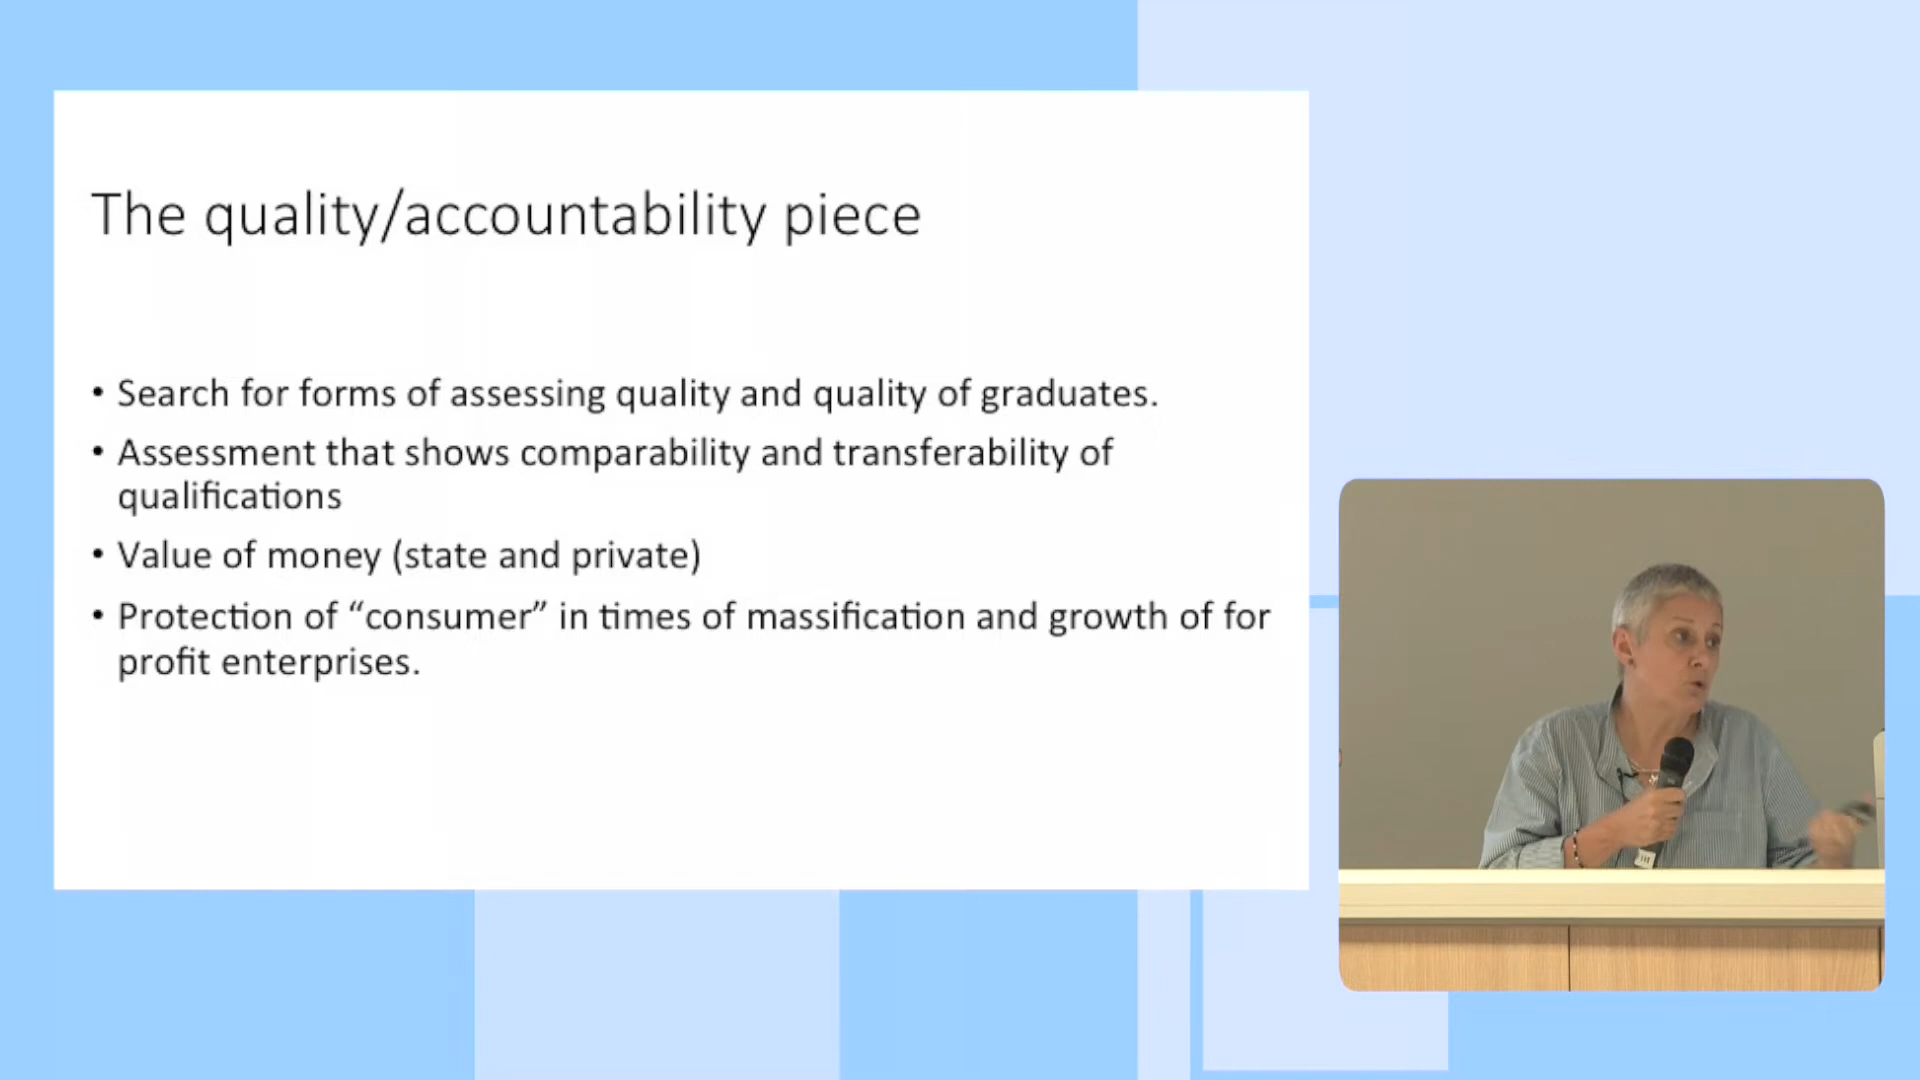 The quality/accountability piece
• Search for forms of assessing quality and quality of graduates.
• Assessment that shows comparability and transferability of
qualifications
• Value of money (state and private)
• Protection of “consumer” in times of massification and growth of for
profit enterprises.